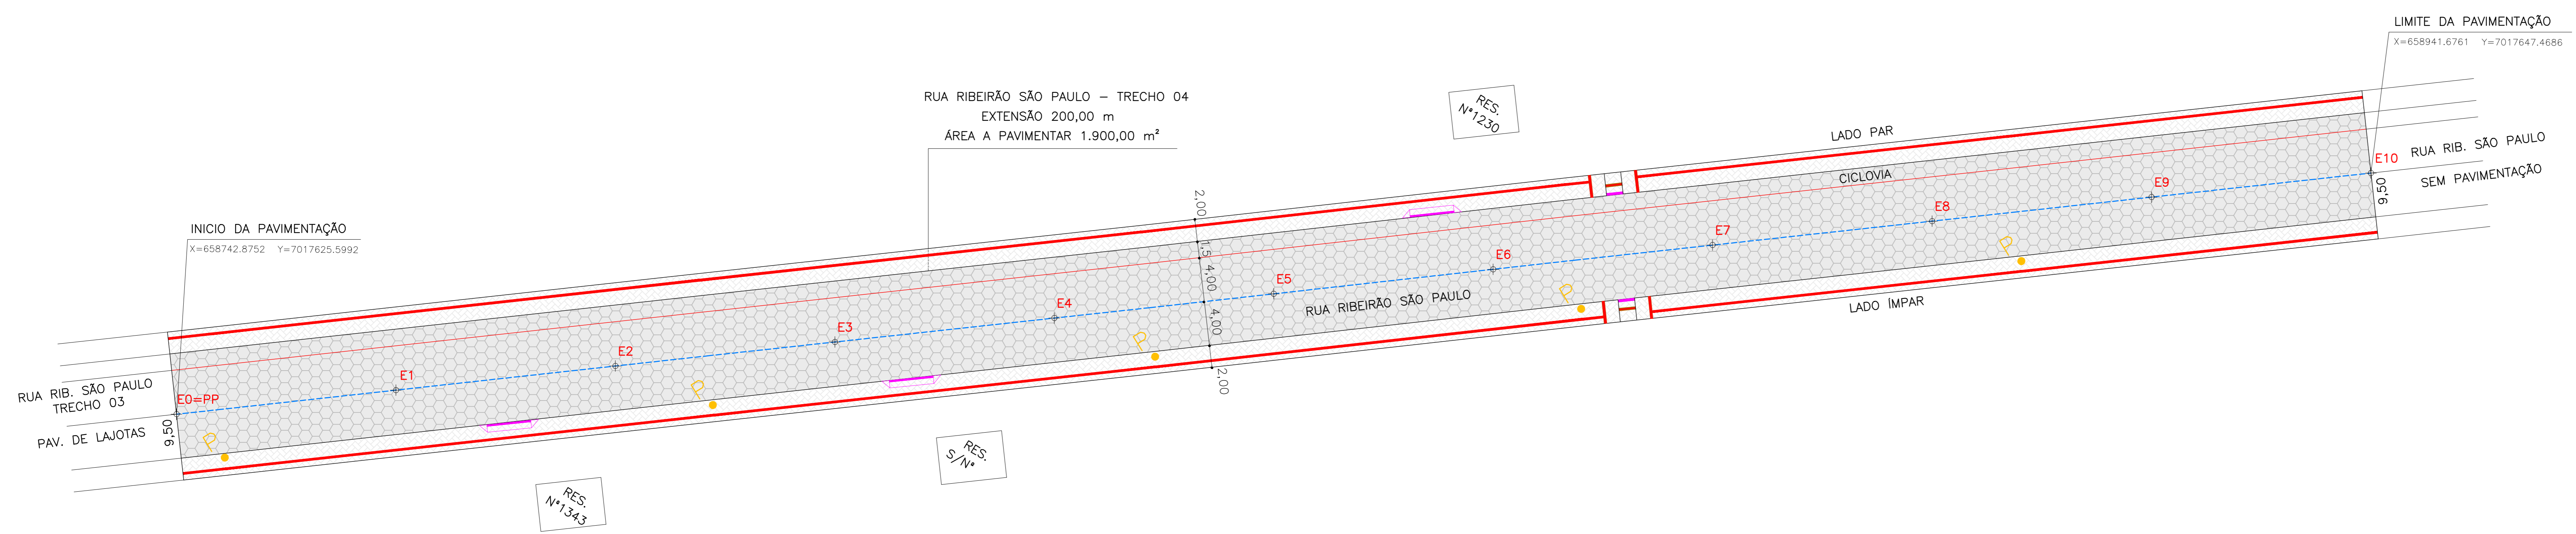 LIMITE DA PAVIMENTAÇÃO
X=658941.6761 Y=7017647.4686
RUA RIBEIRÃO SÃO PAULO - TRECHO 04
EXTENSÃO 200,00 m
ÁREA A PAVIMENTAR 1.900,00 m²
RES.
N°1230
LADO PAR
RUA RIB. SÃO PAULO
SEM PAVIMENTAÇÃO
E10
9,50
CICLOVIA
E9
E8
E7
E6
E5
E4
E3
E2
E1
E0=PP
INICIO DA PAVIMENTAÇÃO
X=658742.8752 Y=7017625.5992
2,00
1,5
4,00
4,00
2,00
RUA RIBEIRÃO SÃO PAULO
LADO ÍMPAR
P
P
P
P
P
RUA RIB. SÃO PAULO
TRECHO 03
PAV. DE LAJOTAS
9,50
RES.
S/N°
RES.
N°1343